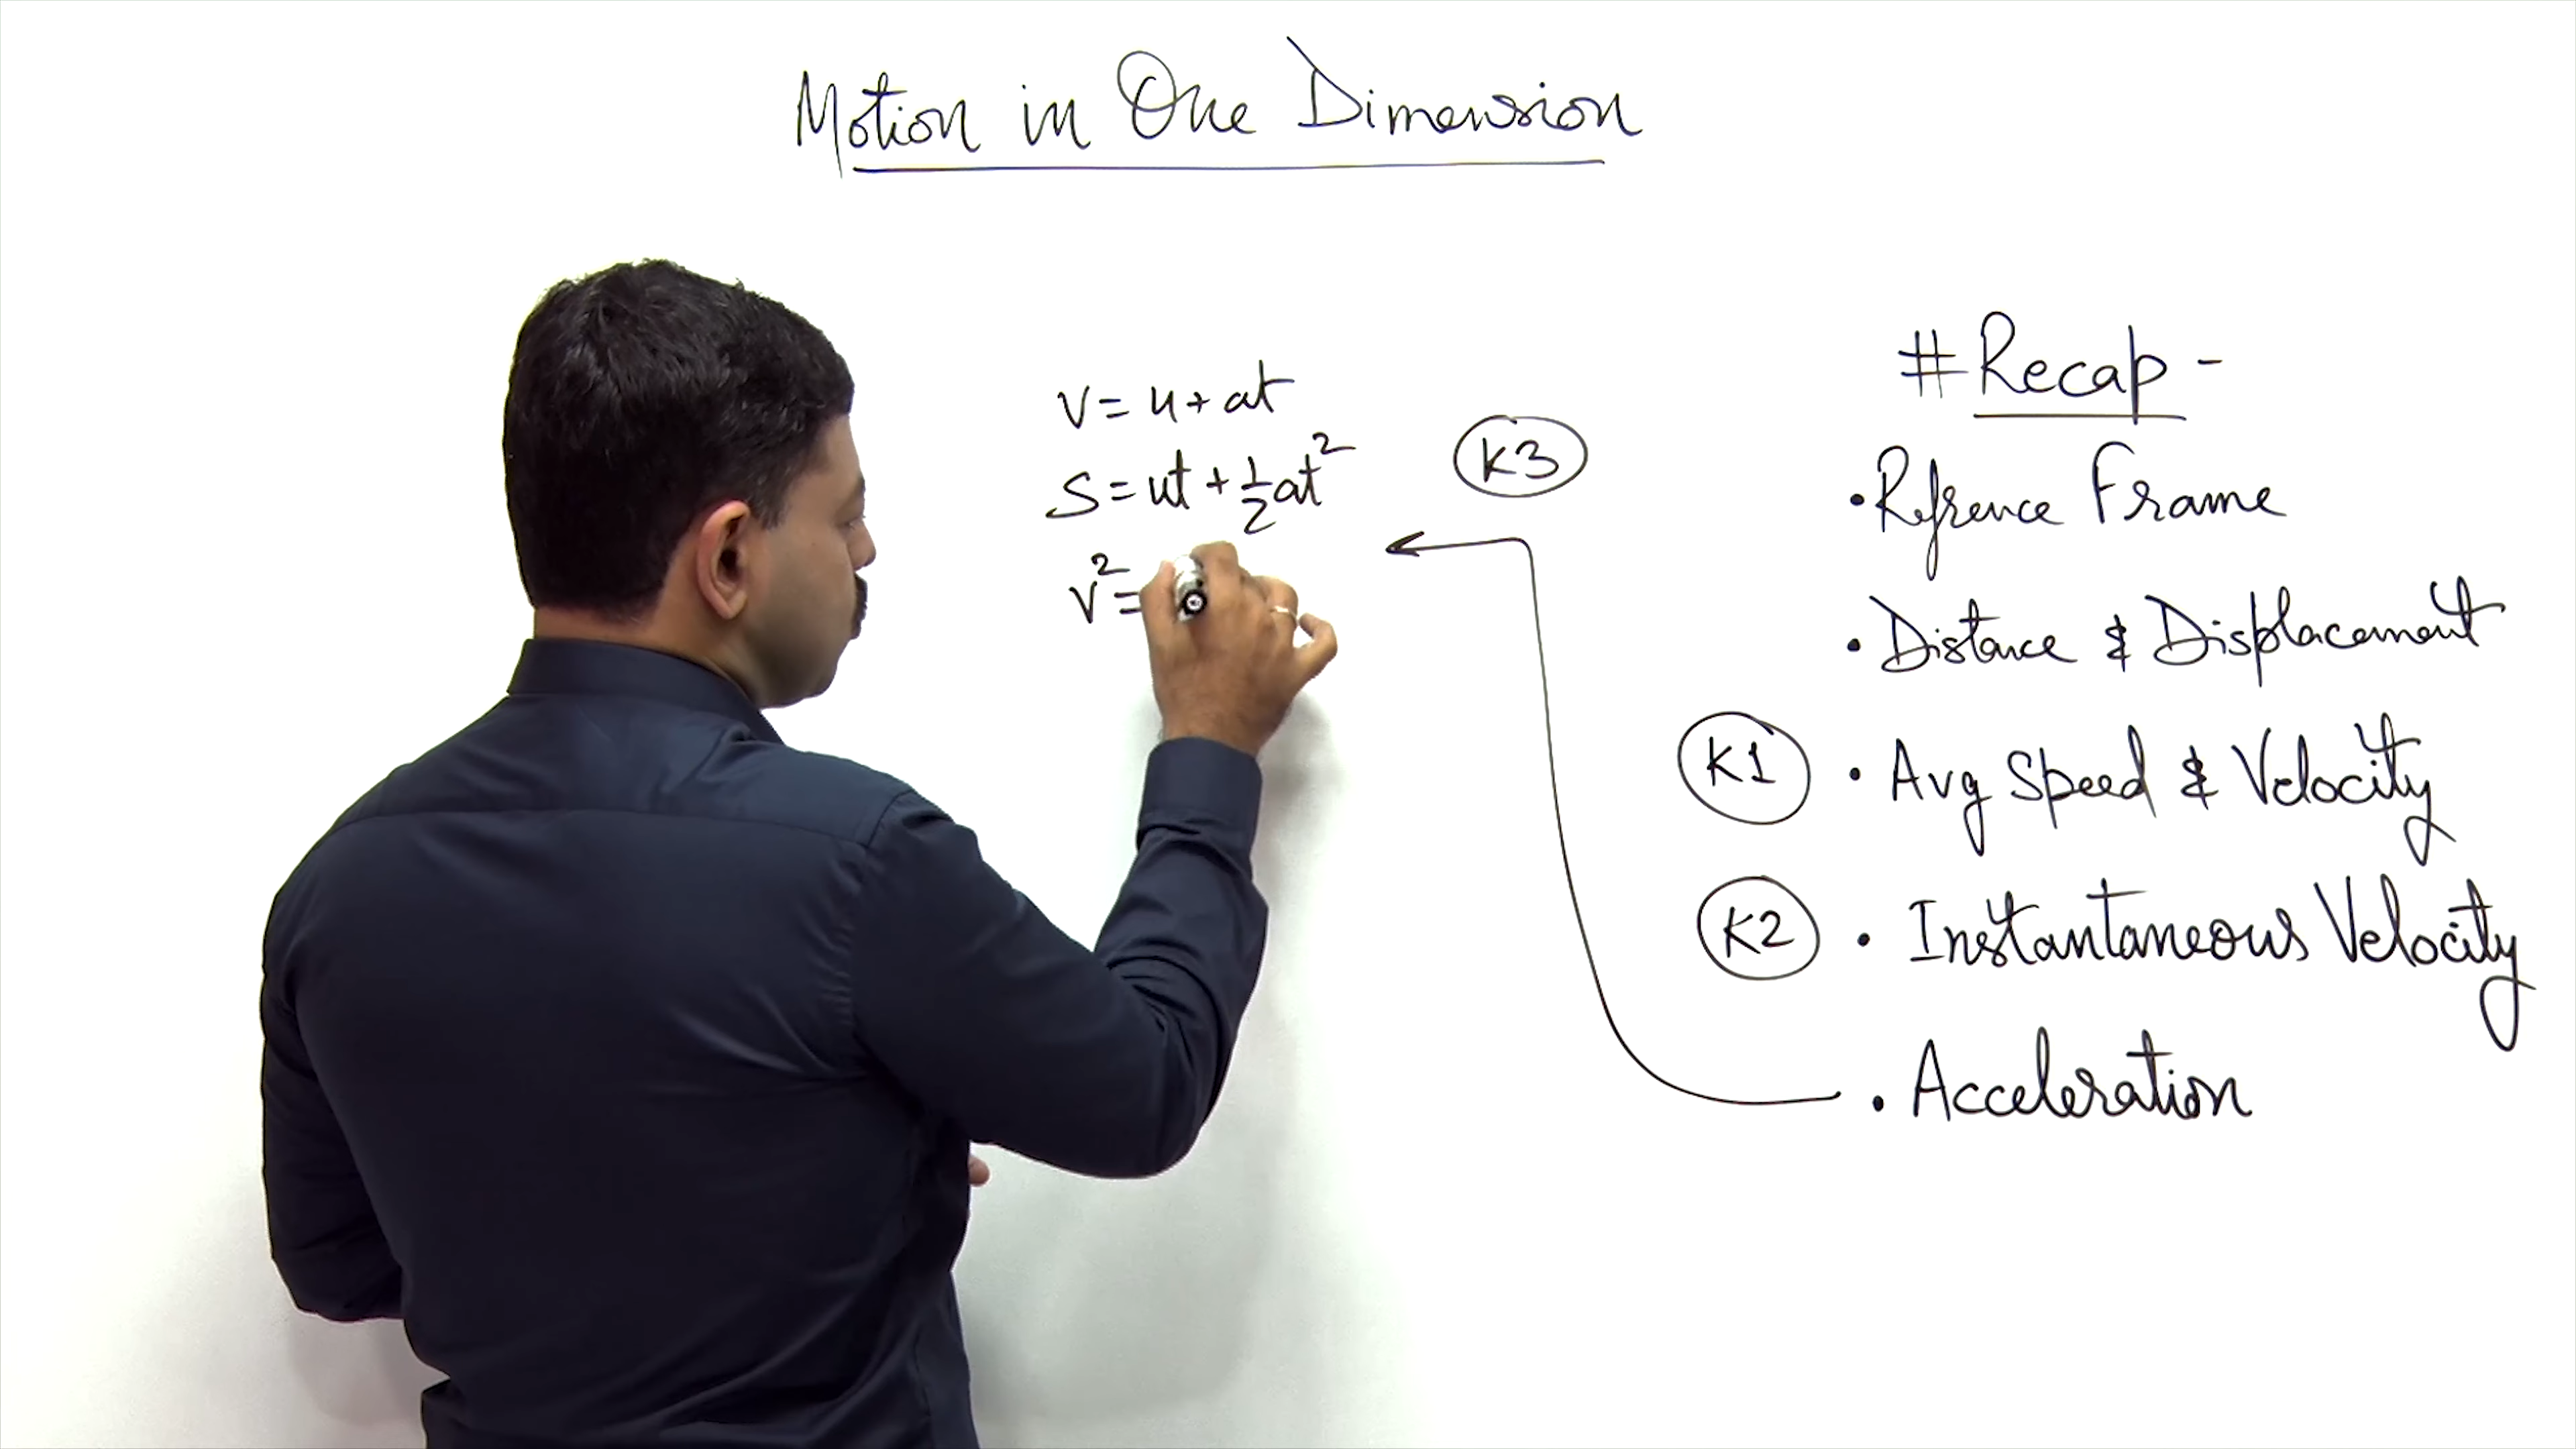 Motion in One Dimension
V = u + at
S = ut + ½at²
V² =
K3
# Recap -
• Refrence Frame
• Distance & Displacement
K1 • Avg Speed & Velocity
K2 • Instantaneous Velocity
• Acceleration